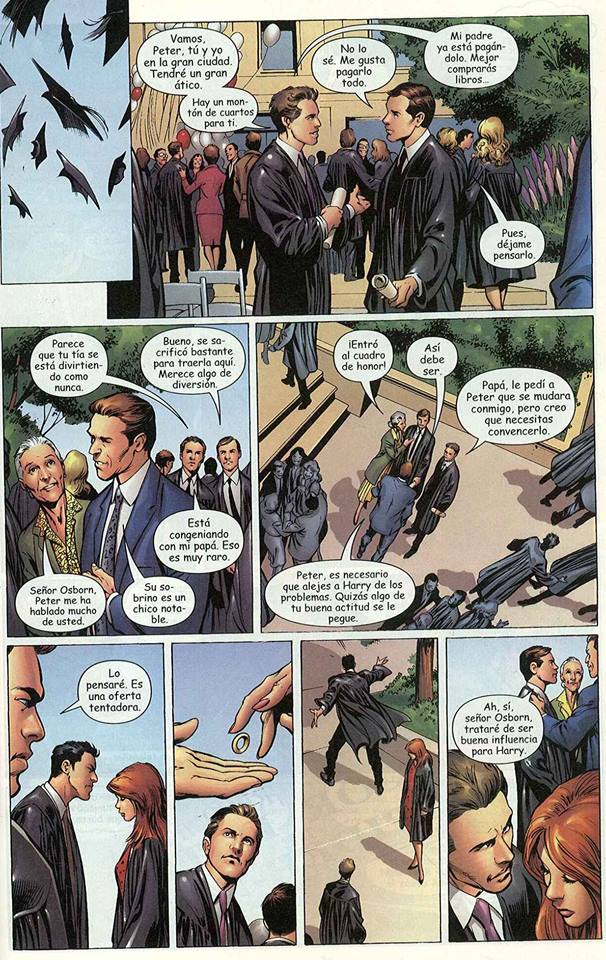 Vamos,
Peter, tú y yo
en la gran ciudad.
Tendré un gran
ático.
Hay un mon-
tón de cuartos
para ti.
No lo
sé. Me gusta
pagarlo
todo.
Mi padre
ya está pagán-
dolo. Mejor
comprarás
libros...
Pues,
déjame
pensarlo.
Parece
que tu tía se
está divirtien-
do como
nunca.
Bueno, se sa-
crificó bastante
para traerla aquí.
Merece algo de
diversión.
Está
congeniando
con mi papá. Eso
es muy raro.
Señor Osborn,
Peter me ha
hablado mucho
de usted.
Su so-
brino es un
chico nota-
ble.
¡Entró
al cuadro
de honor!
Así
debe
ser.
Papá, le pedí a
Peter que se mudara
conmigo, pero creo
que necesitas
convencerlo.
Peter, es necesario
que alejes a Harry de los
problemas. Quizás algo de
tu buena actitud se le
pegue.
Lo
pensaré. Es
una oferta
tentadora.
Ah, sí,
señor Osborn,
trataré de ser
buena influencia
para Harry.